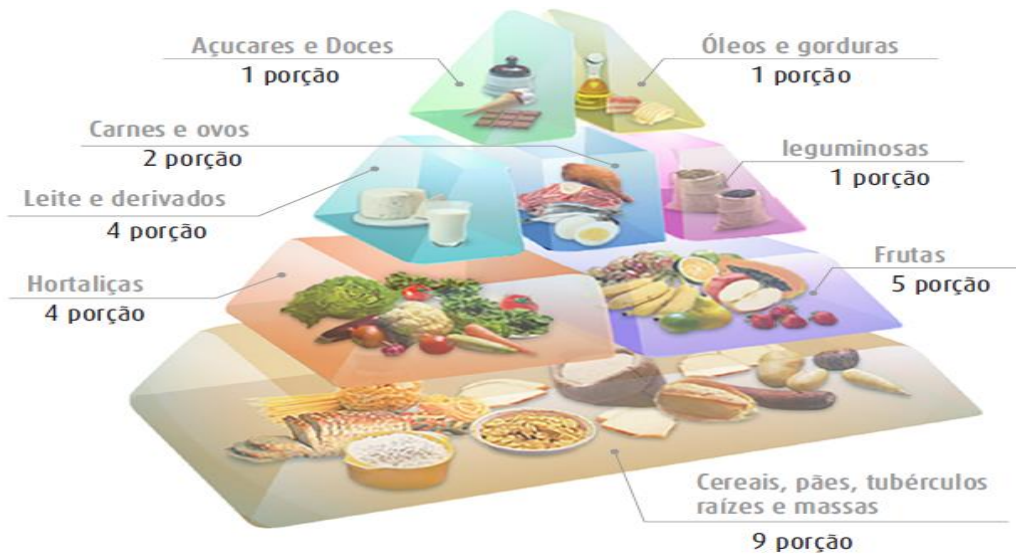 Açucares e Doces
1 porção
Óleos e gorduras
1 porção
Carnes e ovos
2 porção
leguminosas
1 porção
Leite e derivados
4 porção
Frutas
5 porção
Hortaliças
4 porção
Cereais, pães, tubérculos
raízes e massas
9 porção